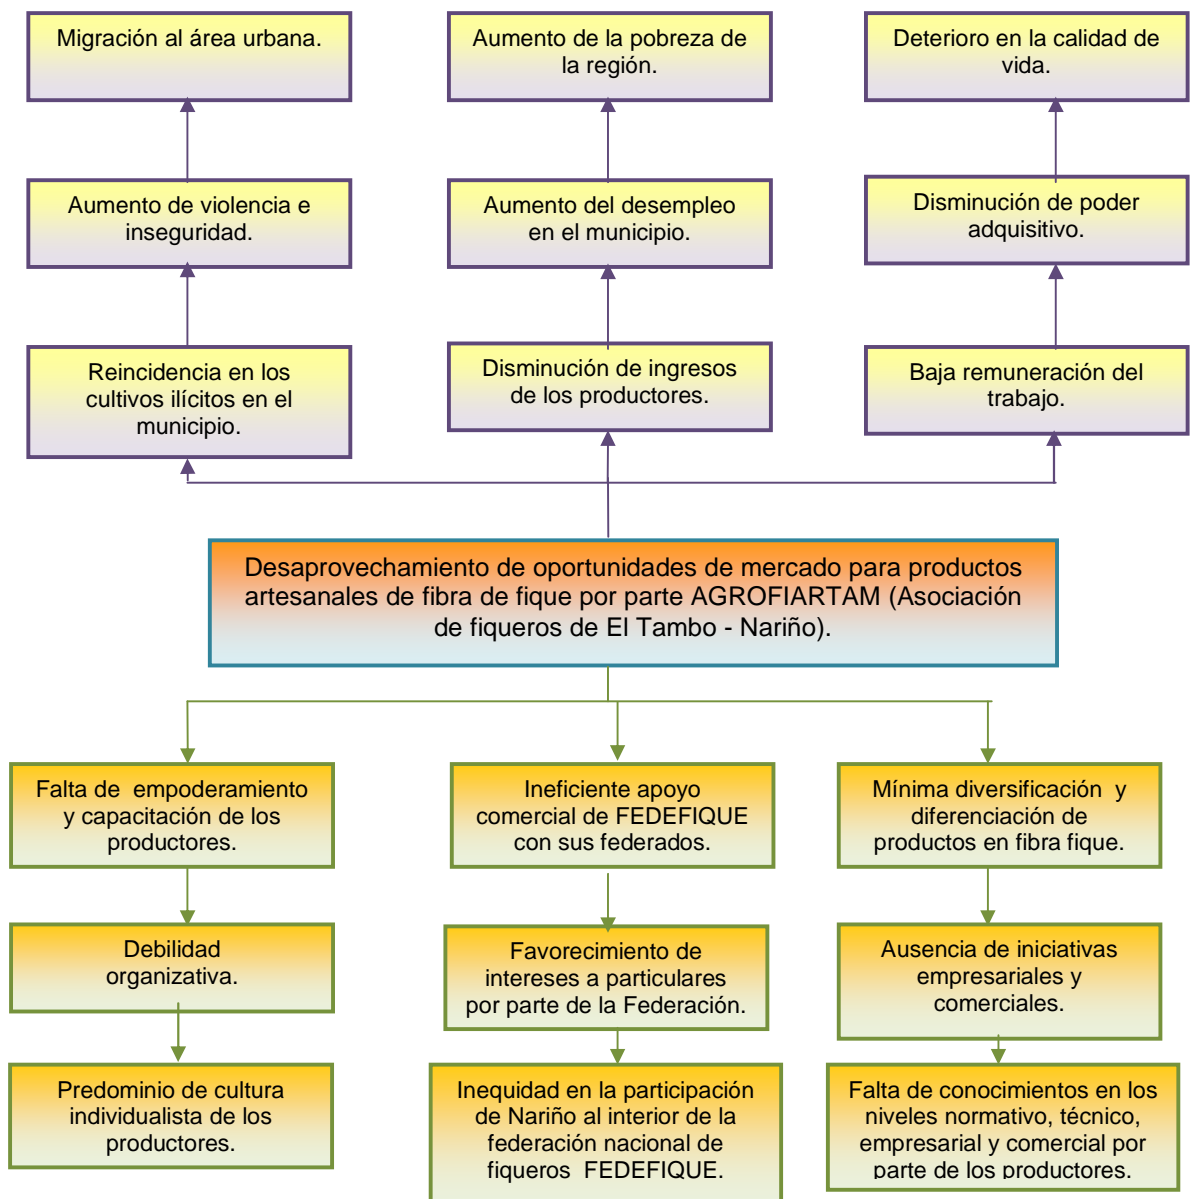 Migración al área urbana.
Aumento de la pobreza de
la región.
Deterioro en la calidad de
vida.
Aumento de violencia e
inseguridad.
Aumento del desempleo
en el municipio.
Disminución de poder
adquisitivo.
Reincidencia en los
cultivos ilícitos en el
municipio.
Disminución de ingresos
de los productores.
Baja remuneración del
trabajo.
Desaprovechamiento de oportunidades de mercado para productos
artesanales de fibra de fique por parte AGROFIARTAM (Asociación
de fiqueros de El Tambo - Nariño).
Falta de empoderamiento
y capacitación de los
productores.
Ineficiente apoyo
comercial de FEDEFIQUE
con sus federados.
Mínima diversificación y
diferenciación de
productos en fibra fique.
Debilidad
organizativa.
Favorecimiento de
intereses a particulares
por parte de la Federación.
Ausencia de iniciativas
empresariales y
comerciales.
Predominio de cultura
individualista de los
productores.
Inequidad en la participación
de Nariño al interior de la
federación nacional de
fiqueros FEDEFIQUE.
Falta de conocimientos en los
niveles normativo, técnico,
empresarial y comercial por
parte de los productores.